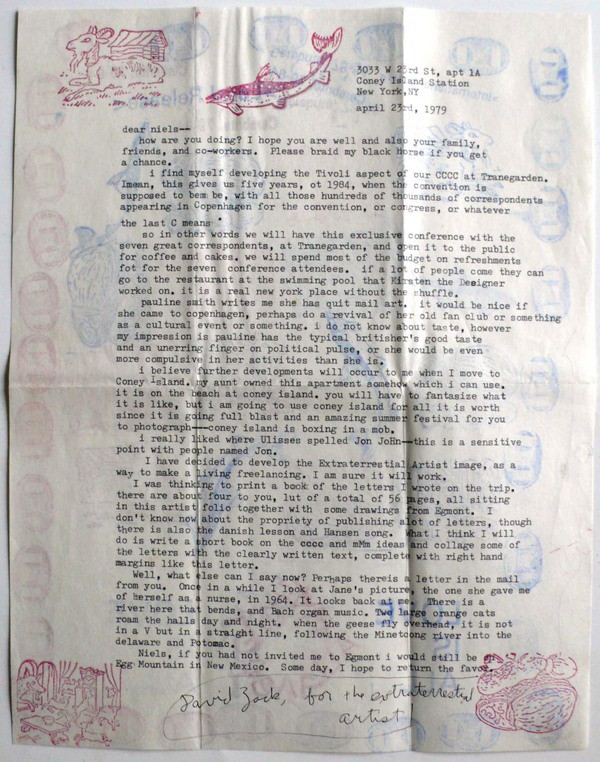 3033 W 23rd St, apt 1A
Coney Island Station
New York,NY
april 23rd, 1979
dear niels--
how are you doing? I hope you are well and also your family,
friends, and co-workers. Please braid my black horse if you get
a chance.
i find myself developing the Tivoli aspect of our CCCC at Tranegarden.
Imean, this gives us five years, ot 1984, when the convention is
supposed to bem be, with all those hundreds of thousands of correspondents
appearing in Copenhagen for the convention, or congress, or whatever
the last C means
so in other words we will have this exclusive conference with the
seven great correspondents, at Tranegarden, and open it to the public
for coffee and cakes. we will spend most of the budget on refreshments
fot for the seven conference attendees. if a lot of people come they can
go to the restaurant at the swimming pool that Kirsten the Designer
worked on. it is a real new york place without the shuffle.
pauline smith writes me she has quit mail art. it would be nice if
she came to copenhagen, perhaps do a revival of her old fan club or something
as a cultural event or something. i do not know about taste, however
my impression is pauline has the typical britisher's good taste
and an unerring finger on political pulse, or she would be even
more compulsive in her activities than she is.
i believe further developments will occur to me when I move to
Coney Island. my aunt owned this apartment somehow which i can use.
it is on the beach at coney island. you will have to fantasize what
it is like, but i am going to use coney island for all it is worth
since it is going full blast and an amazing summer festival for you
to photograph---coney island is boxing in a mob.
i really liked where Ulisses spelled Jon JoHn--this is a sensitive
point with people named Jon.
I have decided to develop the Extraterrestial Artist image, as a
way to make a living freelancing. I am sure it will work.
I was thinking to print a book of the letters I wrote on the trip.
there are about four to you, lut of a total of 56 pages, all sitting
in this artist folio together with some drawings from Egmont. I
don't know now about the propriety of publishing alot of letters, though
there is also the danish lesson and Hansen song. What I think I will
do is write a short book on the cccc and mMm ideas and collage some of
the letters with the clearly written text, complete with right hand
margins like this letter.
Well, what else can I say now? Perhaps thereis a letter in the mail
from you. Once in a while I look at Jane's picture, the one she gave me
of herself as a nurse, in 1964. It looks back at me. There is a
river here that bends, and Bach organ music. Two large orange cats
roam the halls day and night. when the geese fly overhead, it is not
in a V but in a straight line, following the Minetcong river into the
delaware and Potomac.
Niels, if you had not invited me to Egmont i would still be
Egg Mountain in New Mexico. Some day, I hope to return the favor.
David Zack, for the extraterrestial
artist